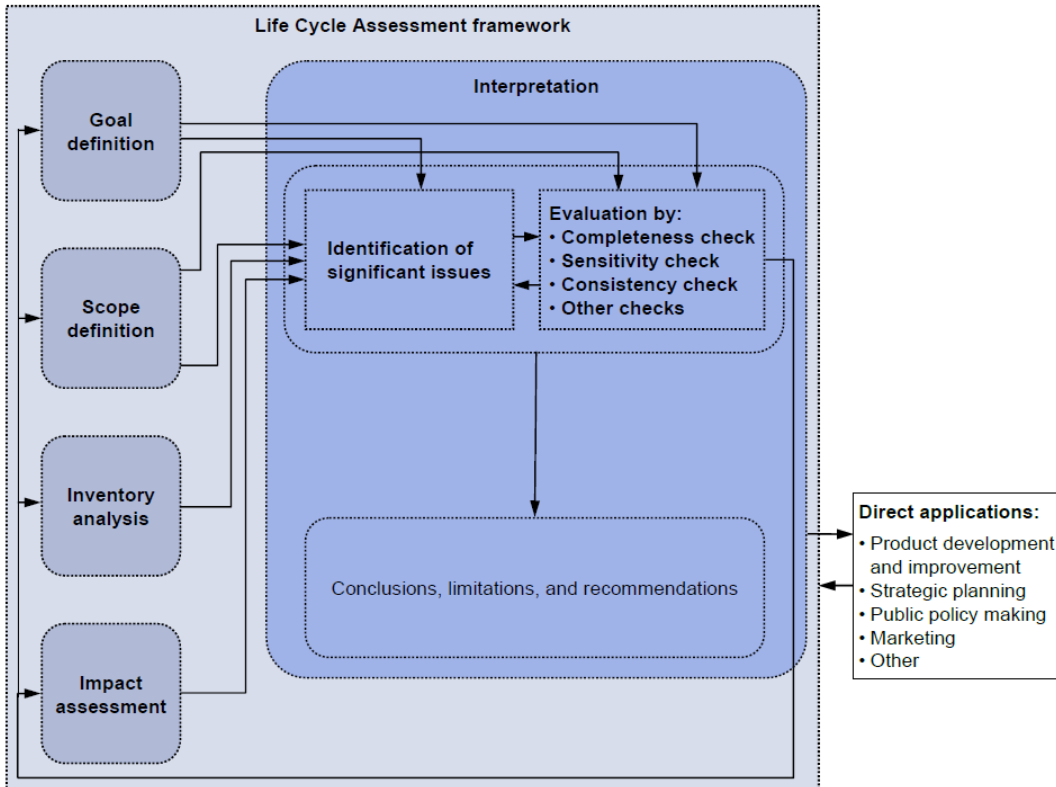 Life Cycle Assessment framework
Interpretation
Goal
definition
Scope
definition
Inventory
analysis
Impact
assessment
Identification of
significant issues
Evaluation by:
• Completeness check
• Sensitivity check
• Consistency check
• Other checks
Conclusions, limitations, and recommendations
Direct applications:
• Product development
and improvement
• Strategic planning
• Public policy making
• Marketing
• Other